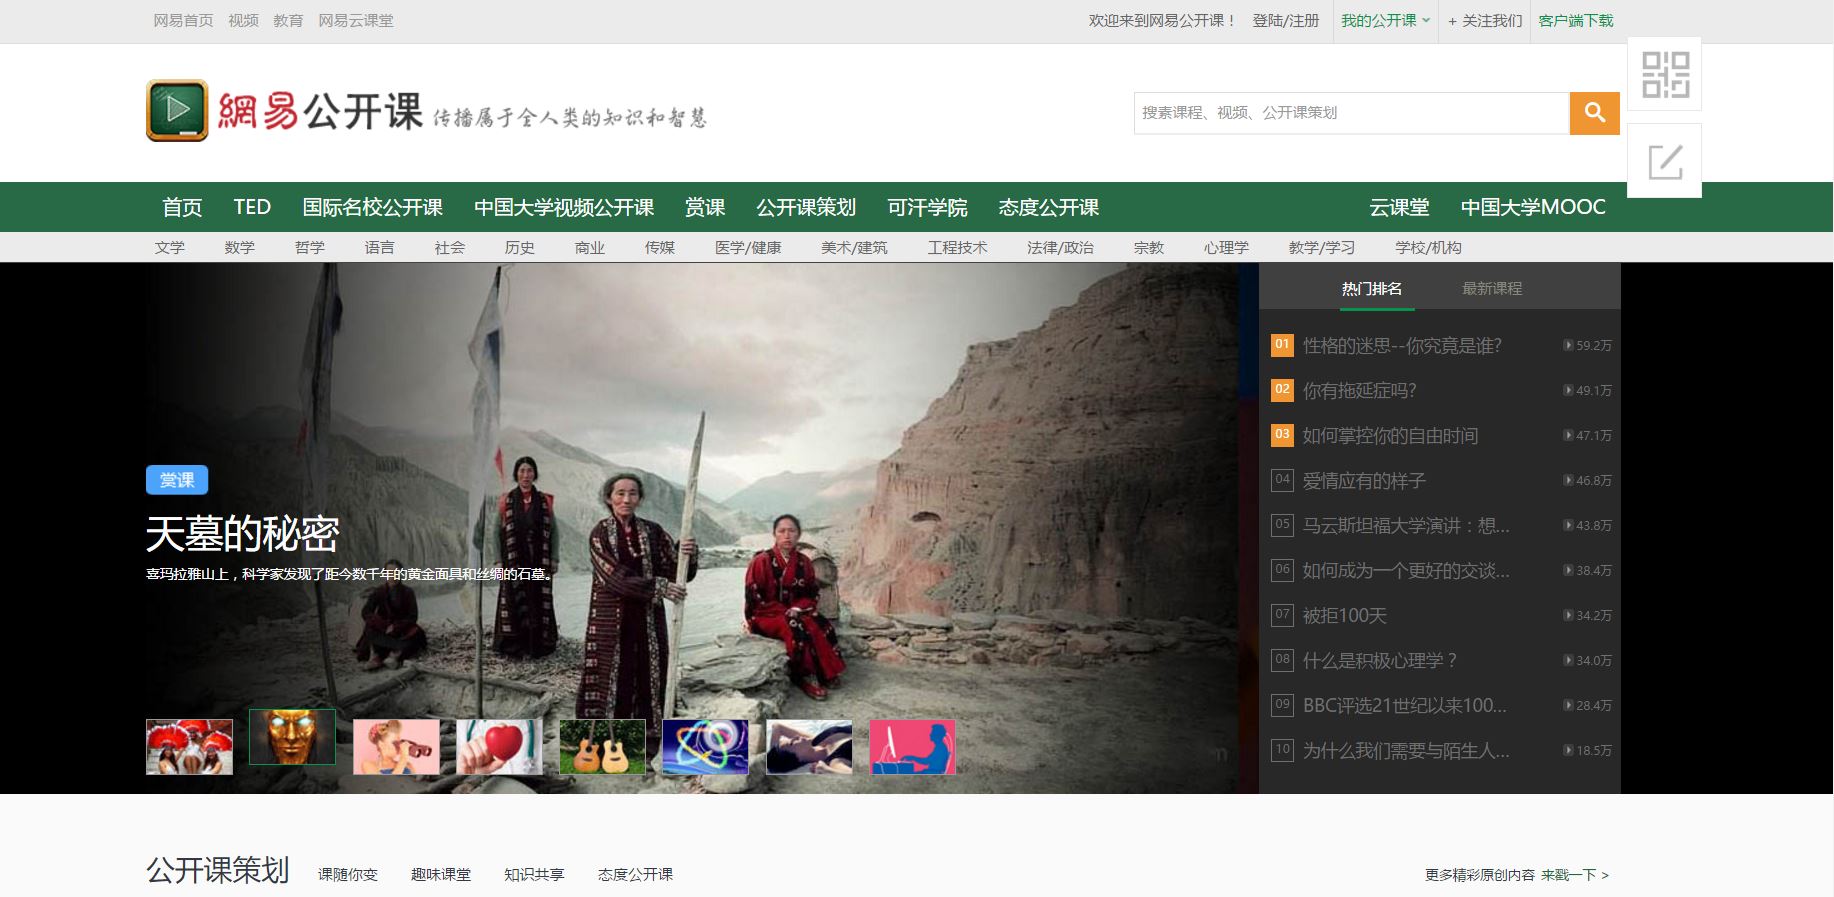 网易首页 视频 教育 网易云课堂 欢迎来到网易公开课！ 登陆/注册 我的公开课 + 关注我们 客户端下载
網易公开课 传播属于全人类的知识和智慧
搜素课程、视频、公开课策划
首页 TED 国际名校公开课 中国大学视频公开课 赏课 公开课策划 可汗学院 态度公开课 云课堂 中国大学MOOC
文学 数学 哲学 语言 社会 历史 商业 传媒 医学/健康 美术/建筑 工程技术 法律/政治 宗教 心理学 教学/学习 学校/机构
赏课
天墓的秘密
喜玛拉雅山上，科学家发现了距今数千年的黄金面具和丝绸的石墓。
热门排名 最新课程
01 性格的迷思--你究竟是谁? 59.2万
02 你有拖延症吗? 49.1万
03 如何掌控你的自由时间 47.1万
04 爱情应有的样子 46.8万
05 马云斯坦福大学演讲：想... 43.8万
06 如何成为一个更好的交谈... 38.4万
07 被拒100天 34.2万
08 什么是积极心理学？ 34.0万
09 BBC评选21世纪以来100... 28.4万
10 为什么我们需要与陌生人... 18.5万
公开课策划 课随你变 趣味课堂 知识共享 态度公开课 更多精彩原创内容 来戳一下 >